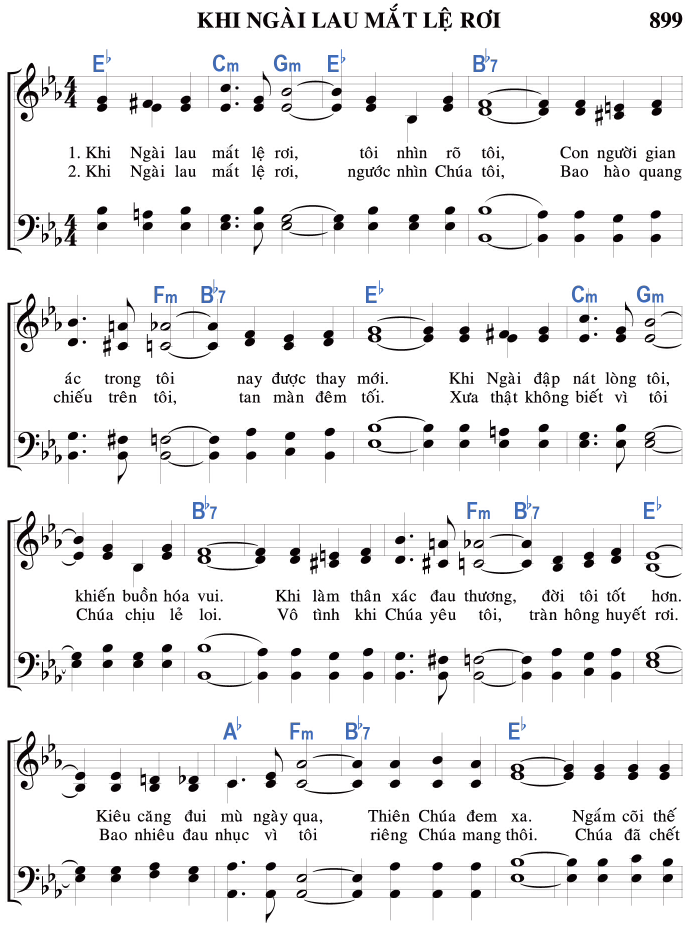 KHI NGÀI LAU MẮT LỆ RƠI 899
E♭ Cm Gm E♭ B♭7
1. Khi Ngài lau mắt lệ rơi, tôi nhìn rõ tôi, Con người gian
2. Khi Ngài lau mắt lệ rơi, ngước nhìn Chúa tôi, Bao hào quang
Fm B♭7 E♭ Cm Gm
ác trong tôi nay được thay mới. Khi Ngài đập nát lòng tôi,
chiếu trên tôi, tan màn đêm tối. Xưa thật không biết vì tôi
B♭7 Fm B♭7 E♭
khiến buồn hóa vui. Khi làm thân xác đau thương, đời tôi tốt hơn.
Chúa chịu lẻ loi. Vô tình khi Chúa yêu tôi, tràn hông huyết rơi.
A♭ Fm B♭7 E♭
Kiêu căng đui mù ngày qua, Thiên Chúa đem xa. Ngắm cõi thế
Bao nhiêu đau nhục vì tôi riêng Chúa mang thôi. Chúa đã chết